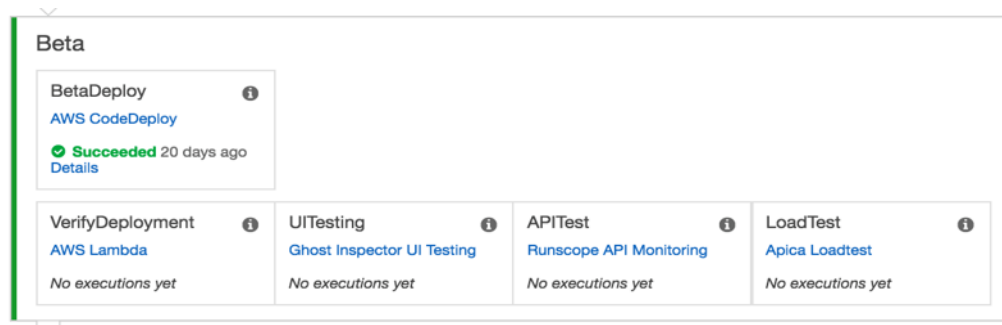 Beta
BetaDeploy
AWS CodeDeploy
Succeeded 20 days ago
Details
VerifyDeployment
AWS Lambda
No executions yet
UITesting
Ghost Inspector UI Testing
No executions yet
APITest
Runscope API Monitoring
No executions yet
LoadTest
Apica Loadtest
No executions yet